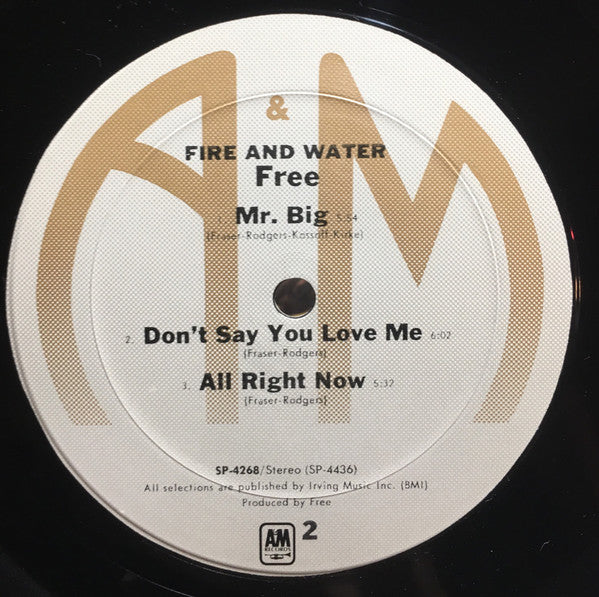 A&M
FIRE AND WATER
Free
1. Mr. Big 5:54
(Fraser-Rodgers-Kossoff-Kirke)
2. Don't Say You Love Me 6:02
(Fraser-Rodgers)
3. All Right Now 5:32
(Fraser-Rodgers)
SP-4268/Stereo (SP-4436)
All selections are published by Irving Music Inc. (BMI)
Produced by Free
A&M RECORDS 2